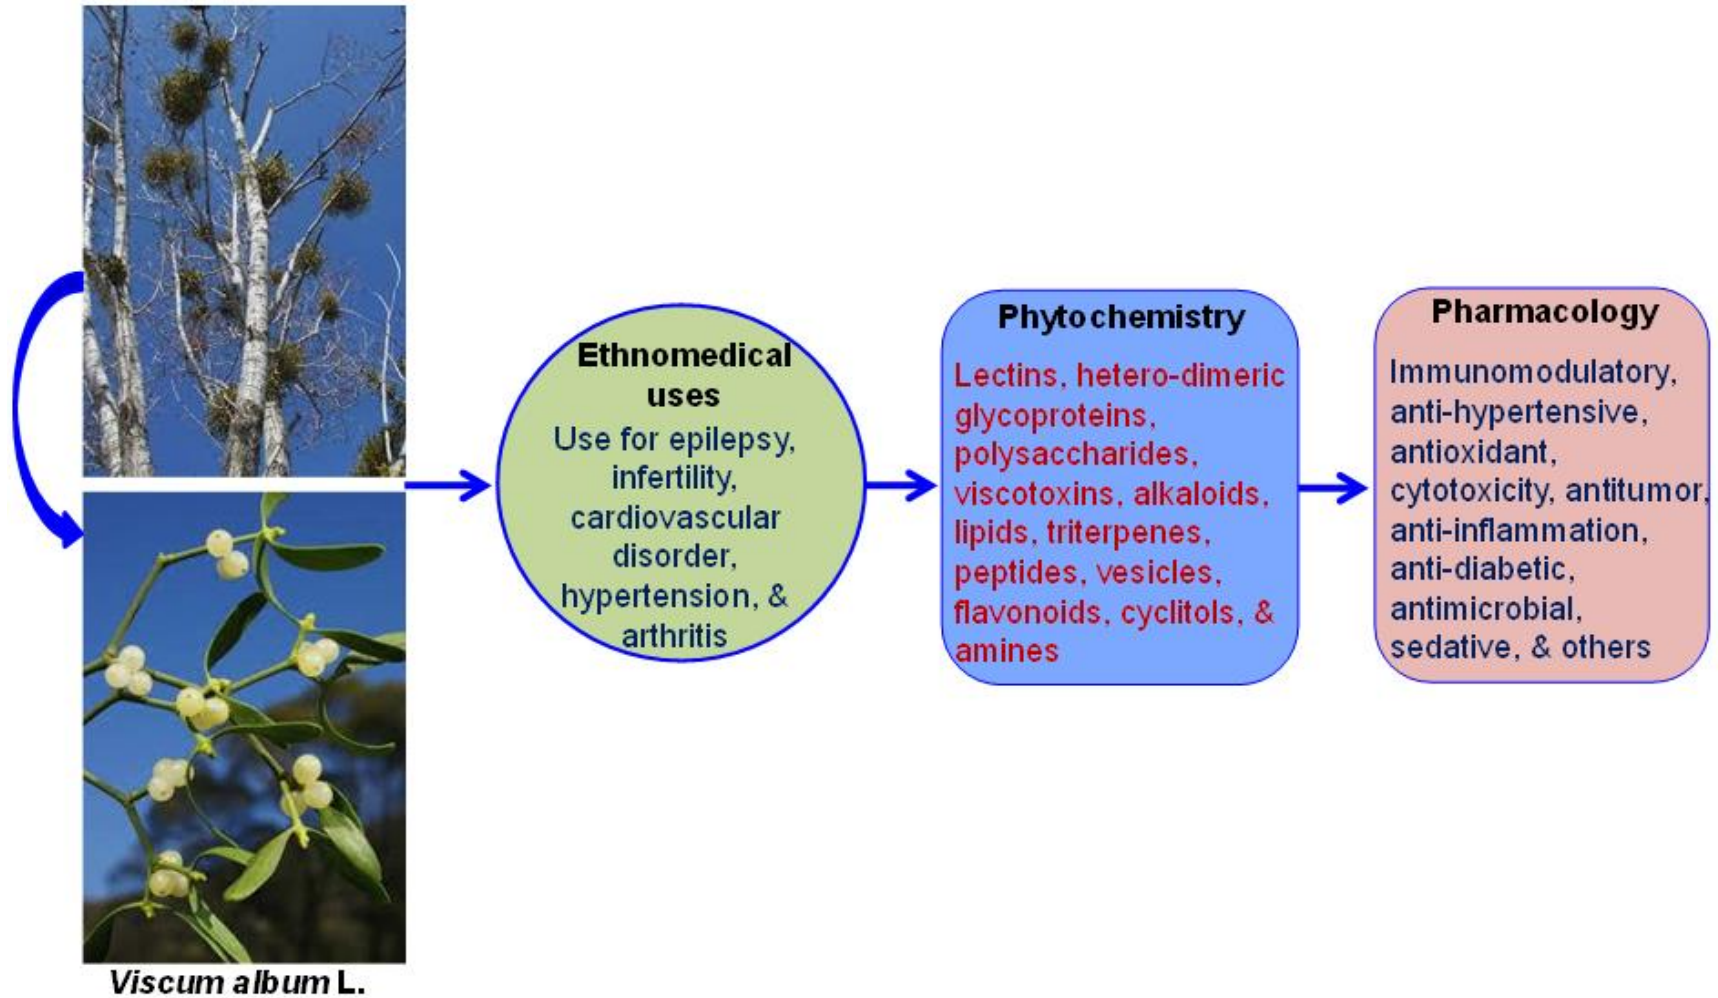 Ethnomedical
uses
Use for epilepsy,
infertility,
cardiovascular
disorder,
hypertension, &
arthritis
Phytochemistry
Lectins, hetero-dimeric
glycoproteins,
polysaccharides,
viscotoxins, alkaloids,
lipids, triterpenes,
peptides, vesicles,
flavonoids, cyclitols, &
amines
Pharmacology
Immunomodulatory,
anti-hypertensive,
antioxidant,
cytotoxicity, antitumor,
anti-inflammation,
anti-diabetic,
antimicrobial,
sedative, & others
Viscum album L.